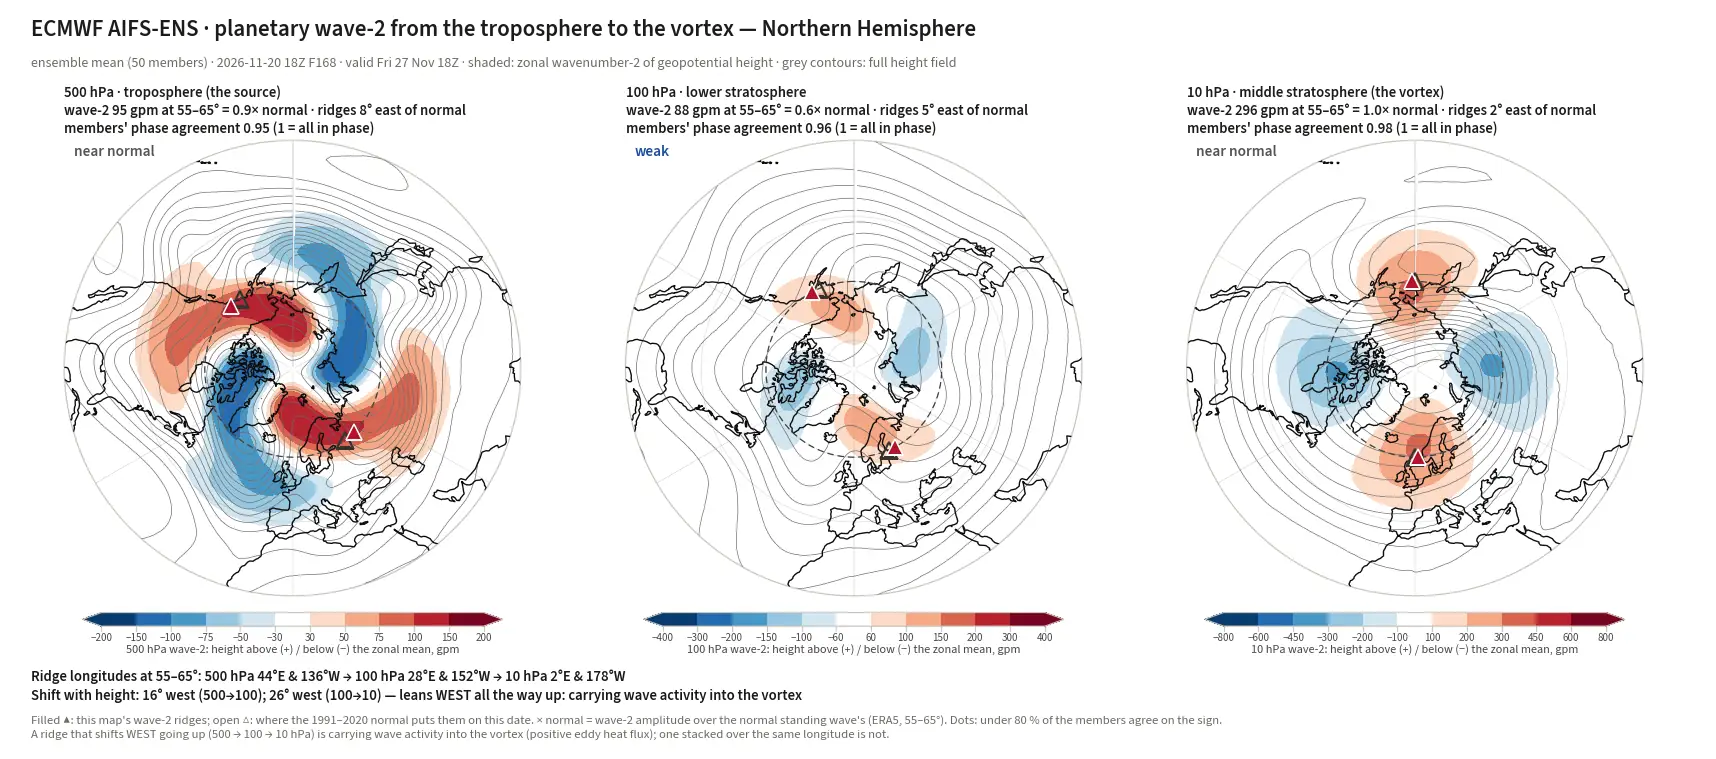 ECMWF AIFS-ENS · planetary wave-2 from the troposphere to the vortex — Northern Hemisphere
ensemble mean (50 members) · 2026-11-20 18Z F168 · valid Fri 27 Nov 18Z · shaded: zonal wavenumber-2 of geopotential height · grey contours: full height field
500 hPa · troposphere (the source)
wave-2 95 gpm at 55–65° = 0.9× normal · ridges 8° east of normal
members' phase agreement 0.95 (1 = all in phase)
near normal
100 hPa · lower stratosphere
wave-2 88 gpm at 55–65° = 0.6× normal · ridges 5° east of normal
members' phase agreement 0.96 (1 = all in phase)
weak
10 hPa · middle stratosphere (the vortex)
wave-2 296 gpm at 55–65° = 1.0× normal · ridges 2° east of normal
members' phase agreement 0.98 (1 = all in phase)
near normal
−200 −150 −100 −75 −50 −30 30 50 75 100 150 200
500 hPa wave-2: height above (+) / below (−) the zonal mean, gpm
−400 −300 −200 −150 −100 −60 60 100 150 200 300 400
100 hPa wave-2: height above (+) / below (−) the zonal mean, gpm
−800 −600 −450 −300 −200 −100 100 200 300 450 600 800
10 hPa wave-2: height above (+) / below (−) the zonal mean, gpm
Ridge longitudes at 55–65°: 500 hPa 44°E & 136°W → 100 hPa 28°E & 152°W → 10 hPa 2°E & 178°W
Shift with height: 16° west (500→100); 26° west (100→10) — leans WEST all the way up: carrying wave activity into the vortex
Filled ▲: this map's wave-2 ridges; open △: where the 1991–2020 normal puts them on this date. × normal = wave-2 amplitude over the normal standing wave's (ERA5, 55–65°). Dots: under 80 % of the members agree on the sign.
A ridge that shifts WEST going up (500 → 100 → 10 hPa) is carrying wave activity into the vortex (positive eddy heat flux); one stacked over the same longitude is not.